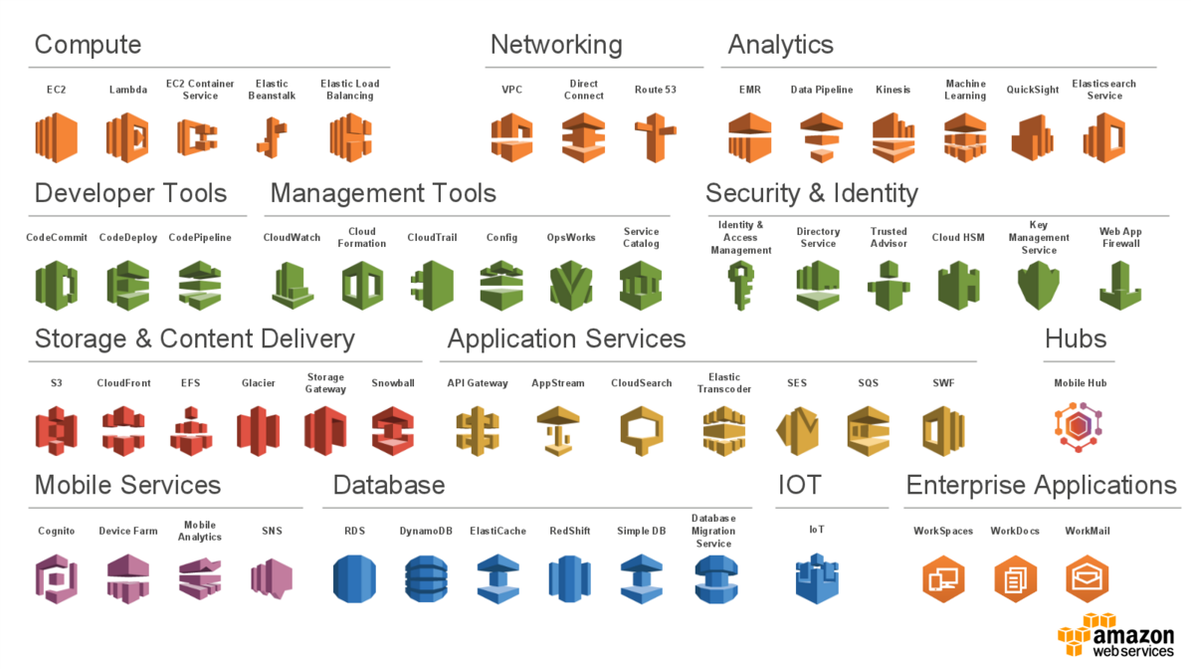 Compute
Networking
Analytics
EC2
Lambda
EC2 Container
Service
Elastic
Beanstalk
Elastic Load
Balancing
VPC
Direct
Connect
Route 53
EMR
Data Pipeline
Kinesis
Machine
Learning
QuickSight
Elasticsearch
Service
Developer Tools
Management Tools
Security & Identity
CodeCommit
CodeDeploy
CodePipeline
CloudWatch
Cloud
Formation
CloudTrail
Config
OpsWorks
Service
Catalog
Identity &
Access
Management
Directory
Service
Trusted
Advisor
Cloud HSM
Key
Management
Service
Web App
Firewall
Storage & Content Delivery
Application Services
Hubs
S3
CloudFront
EFS
Glacier
Storage
Gateway
Snowball
API Gateway
AppStream
CloudSearch
Elastic
Transcoder
SES
SQS
SWF
Mobile Hub
Mobile Services
Database
IOT
Enterprise Applications
Cognito
Device Farm
Mobile
Analytics
SNS
RDS
DynamoDB
ElastiCache
RedShift
Simple DB
Database
Migration
Service
IoT
WorkSpaces
WorkDocs
WorkMail
amazon
web services